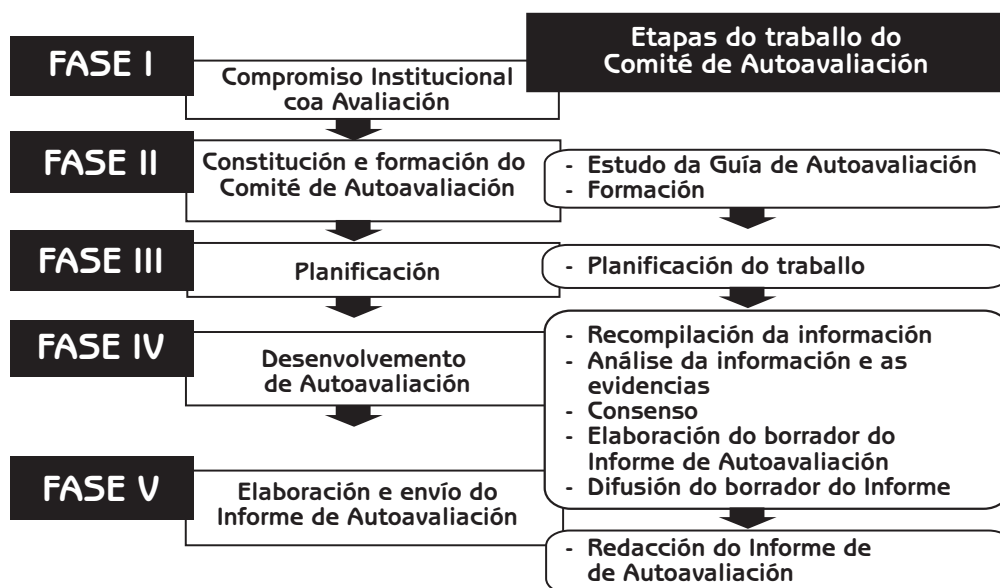 FASE I
Compromiso Institucional
coa Avaliación
Etapas do traballo do
Comité de Autoavaliación
FASE II
Constitución e formación do
Comité de Autoavaliación
- Estudo da Guía de Autoavaliación
- Formación
FASE III
Planificación
- Planificación do traballo
FASE IV
Desenvolvemento
de Autoavaliación
- Recompilación da información
- Análise da información e as
evidencias
- Consenso
- Elaboración do borrador do
Informe de Autoavaliación
- Difusión do borrador do Informe
FASE V
Elaboración e envío do
Informe de Autoavaliación
- Redacción do Informe de
de Autoavaliación